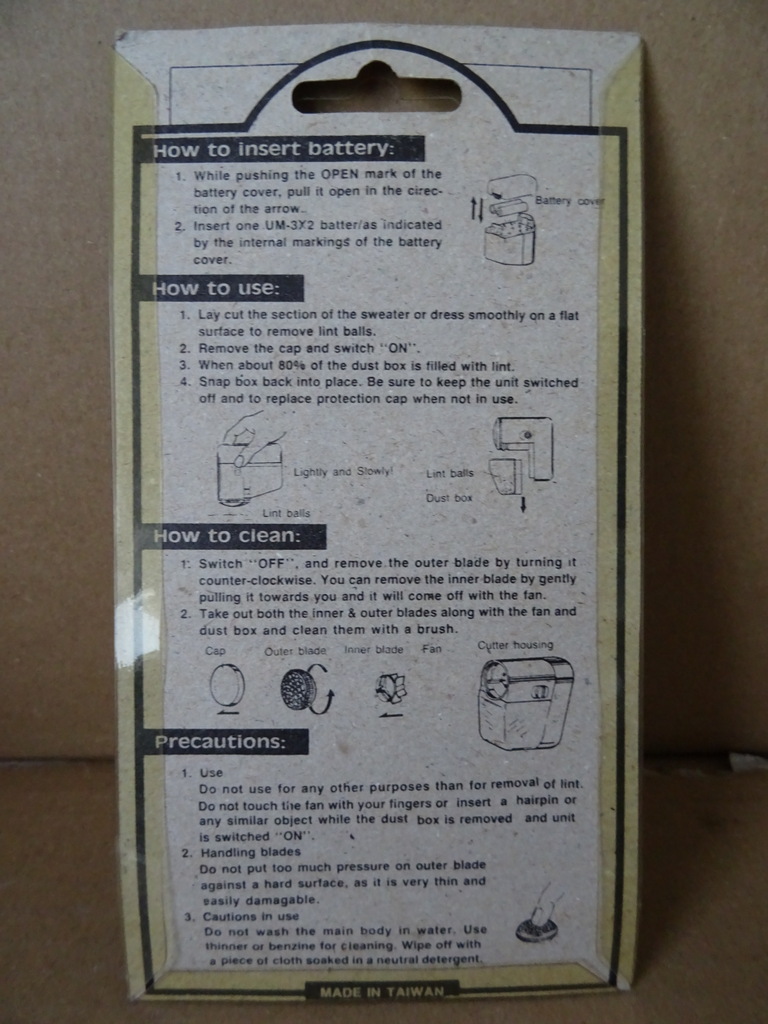 How to insert battery:
1. While pushing the OPEN mark of the
battery cover, pull it open in the cirec-
tion of the arrow.
2. Insert one UM-3X2 batter/as indicated
by the internal markings of the battery
cover.
Battery cover
How to use:
1. Lay cut the section of the sweater or dress smoothly on a flat
surface to remove lint balls.
2. Remove the cap and switch "ON".
3. When about 80% of the dust box is filled with lint.
4. Snap box back into place. Be sure to keep the unit switched
off and to replace protection cap when not in use.
Lightly and Slowly!
Lint balls
Lint balls
Dust box
How to clean:
1. Switch "OFF", and remove the outer blade by turning it
counter-clockwise. You can remove the inner blade by gently
pulling it towards you and it will come off with the fan.
2. Take out both the inner & outer blades along with the fan and
dust box and clean them with a brush.
Cap Outer blade Inner blade Fan Cutter housing
Precautions:
1. Use
Do not use for any other purposes than for removal of lint.
Do not touch the fan with your fingers or insert a hairpin or
any similar object while the dust box is removed and unit
is switched "ON".
2. Handling blades
Do not put too much pressure on outer blade
against a hard surface, as it is very thin and
easily damagable.
3. Cautions in use
Do not wash the main body in water. Use
thinner or benzine for cleaning. Wipe off with
a piece of cloth soaked in a neutral detergent.
MADE IN TAIWAN